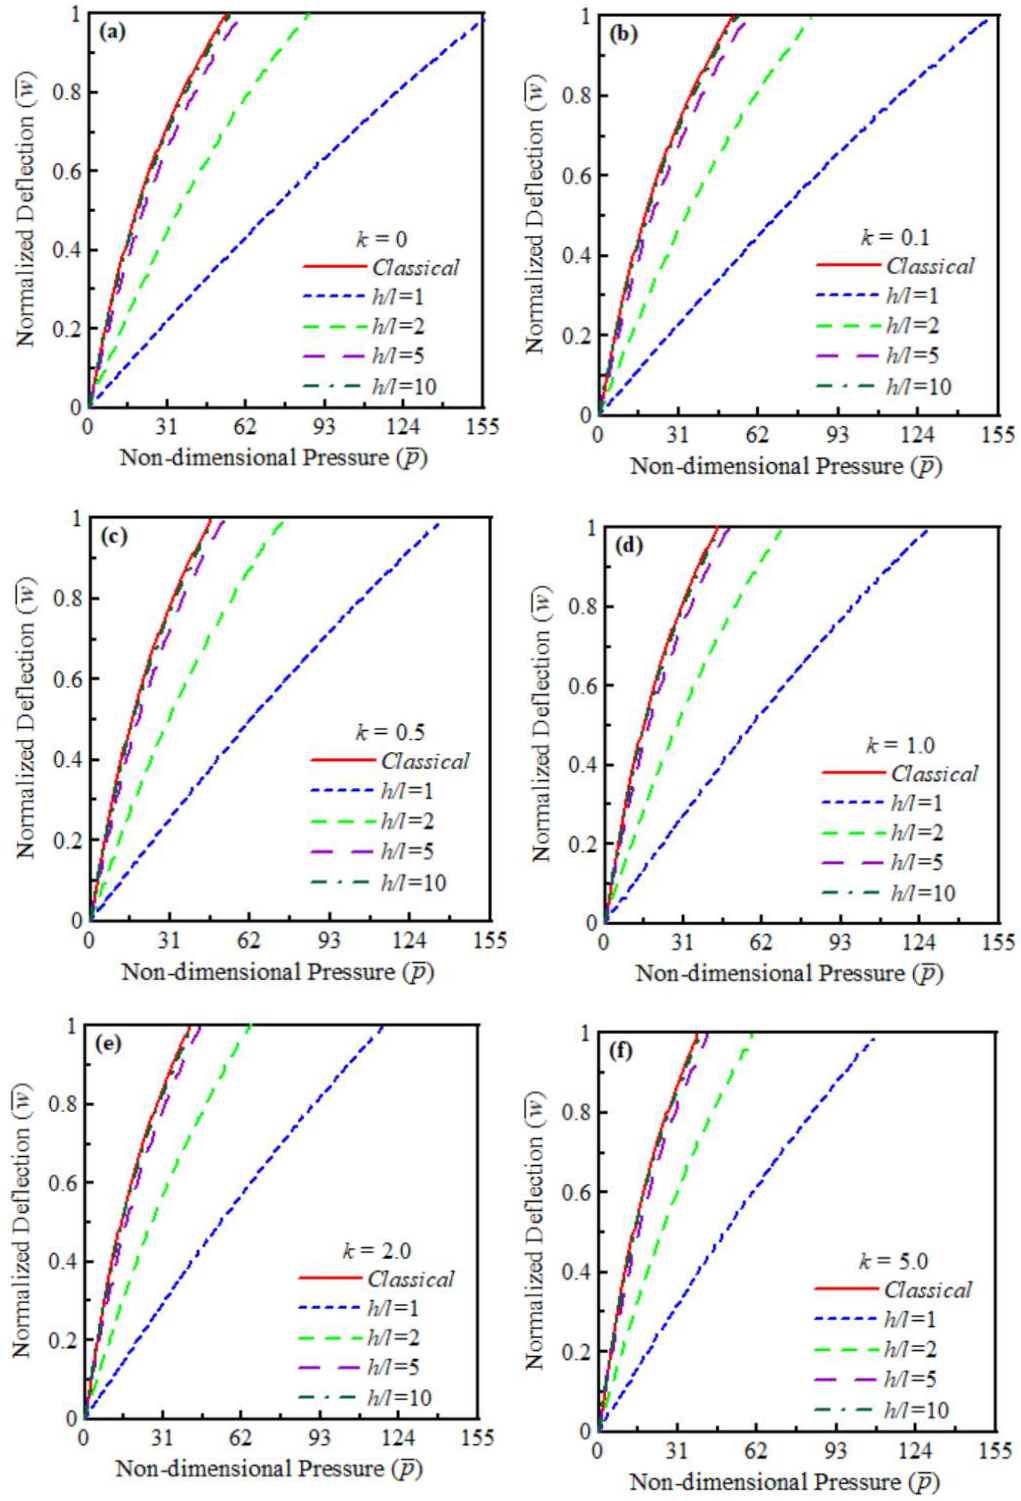 (a)
k = 0
Classical
h/l=1
h/l=2
h/l=5
h/l=10
Normalized Deflection (w̅)
0 0.2 0.4 0.6 0.8 1
0 31 62 93 124 155
Non-dimensional Pressure (p̅)
(b)
k = 0.1
Classical
h/l=1
h/l=2
h/l=5
h/l=10
Normalized Deflection (w̅)
0 0.2 0.4 0.6 0.8 1
0 31 62 93 124 155
Non-dimensional Pressure (p̅)
(c)
k = 0.5
Classical
h/l=1
h/l=2
h/l=5
h/l=10
Normalized Deflection (w̅)
0 0.2 0.4 0.6 0.8 1
0 31 62 93 124 155
Non-dimensional Pressure (p̅)
(d)
k = 1.0
Classical
h/l=1
h/l=2
h/l=5
h/l=10
Normalized Deflection (w̅)
0 0.2 0.4 0.6 0.8 1
0 31 62 93 124 155
Non-dimensional Pressure (p̅)
(e)
k = 2.0
Classical
h/l=1
h/l=2
h/l=5
h/l=10
Normalized Deflection (w̅)
0 0.2 0.4 0.6 0.8 1
0 31 62 93 124 155
Non-dimensional Pressure (p̅)
(f)
k = 5.0
Classical
h/l=1
h/l=2
h/l=5
h/l=10
Normalized Deflection (w̅)
0 0.2 0.4 0.6 0.8 1
0 31 62 93 124 155
Non-dimensional Pressure (p̅)